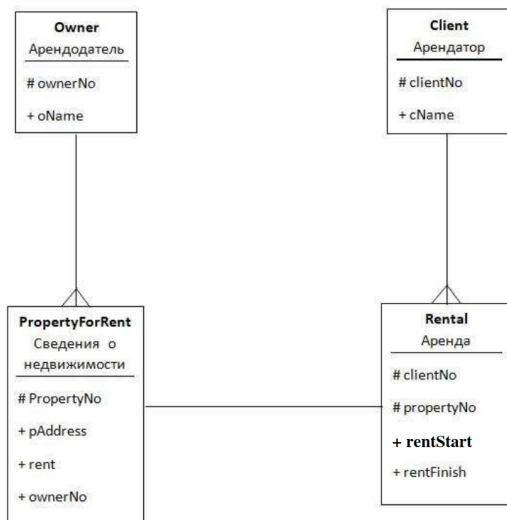 Owner
Арендодатель
# ownerNo
+ oName
Client
Арендатор
# clientNo
+ cName
PropertyForRent
Сведения о
недвижимости
# PropertyNo
+ pAddress
+ rent
+ ownerNo
Rental
Аренда
# clientNo
# propertyNo
+ rentStart
+ rentFinish